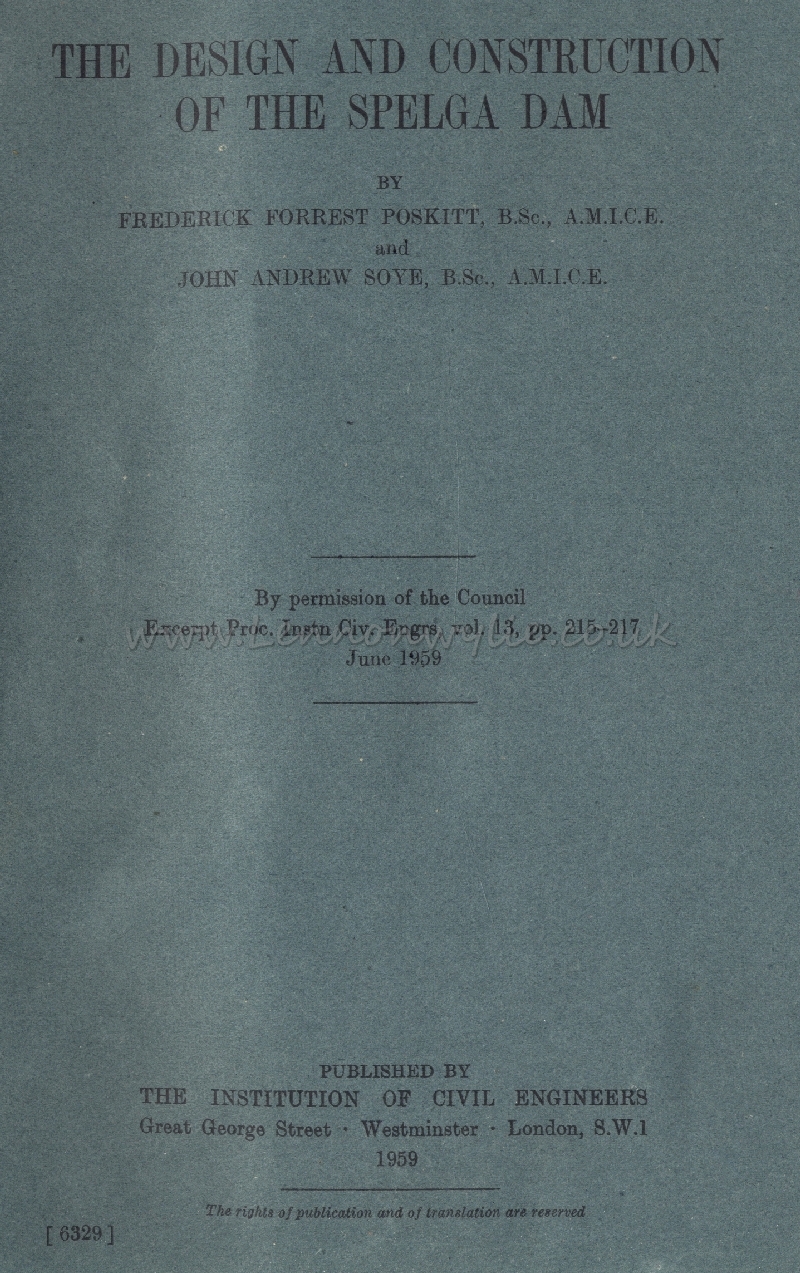 THE DESIGN AND CONSTRUCTION
OF THE SPELGA DAM
BY
FREDERICK FORREST POSKITT, B.Sc., A.M.I.C.E.
and
JOHN ANDREW SOYE, B.Sc., A.M.I.C.E.
By permission of the Council
Excerpt Proc. Instn Civ. Engrs, vol. 13, pp. 215–217
June 1959
PUBLISHED BY
THE INSTITUTION OF CIVIL ENGINEERS
Great George Street · Westminster · London, S.W.1
1959
The rights of publication and of translation are reserved
[ 6329 ]